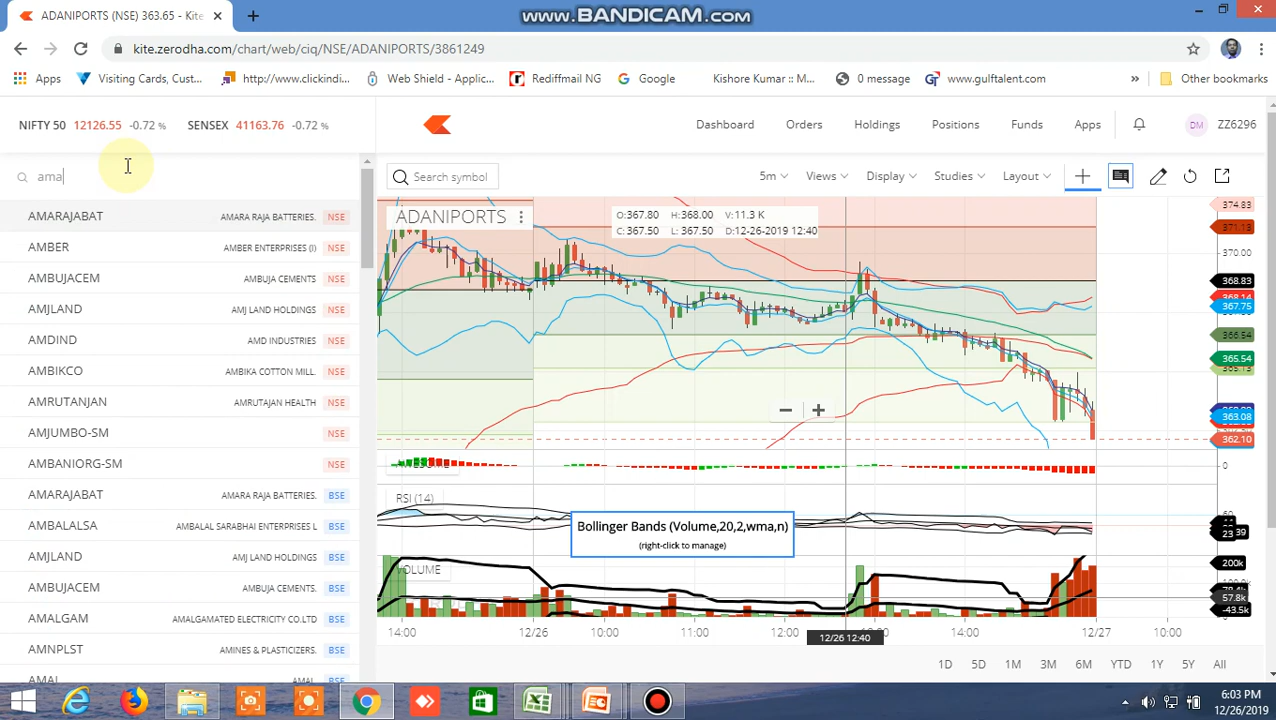 www.BANDICAM.com
ADANIPORTS (NSE) 363.65 - Kite
kite.zerodha.com/chart/web/ciq/NSE/ADANIPORTS/3861249
Apps
Visiting Cards, Cust...
http://www.clickindi...
Web Shield - Applic...
Rediffmail NG
Google
Kishore Kumar :: M...
0 message
www.gulftalent.com
Other bookmarks
NIFTY 50 12126.55 -0.72 % SENSEX 41163.76 -0.72 %
Dashboard Orders Holdings Positions Funds Apps DM ZZ6296
ama
Search symbol
5m Views Display Studies Layout
AMARAJABAT AMARA RAJA BATTERIES. NSE
AMBER AMBER ENTERPRISES (I) NSE
AMBUJACEM AMBUJA CEMENTS NSE
AMJLAND AMJ LAND HOLDINGS NSE
AMDIND AMD INDUSTRIES NSE
AMBIKCO AMBIKA COTTON MILL. NSE
AMRUTANJAN AMRUTAJAN HEALTH NSE
AMJUMBO-SM NSE
AMBANIORG-SM NSE
AMARAJABAT AMARA RAJA BATTERIES. BSE
AMBALALSA AMBALAL SARABHAI ENTERPRISES L BSE
AMJLAND AMJ LAND HOLDINGS BSE
AMBUJACEM AMBUJA CEMENTS. BSE
AMALGAM AMALGAMATED ELECTRICITY CO.LTD BSE
AMNPLST AMINES & PLASTICIZERS. BSE
AMAL AMAL BSE
ADANIPORTS
O:367.80 H:368.00 V:11.3 K
C:367.50 L:367.50 D:12-26-2019 12:40
374.83
371.13
370.00
368.83
367.75
366.54
365.54
363.08
362.10
0
RSI (14)
Bollinger Bands (Volume,20,2,wma,n)
(right-click to manage)
VOLUME
200k
57.8k
-43.5k
14:00 12/26 10:00 11:00 12:00 14:00 12/27 10:00
12/26 12:40
1D 5D 1M 3M 6M YTD 1Y 5Y All
6:03 PM
12/26/2019